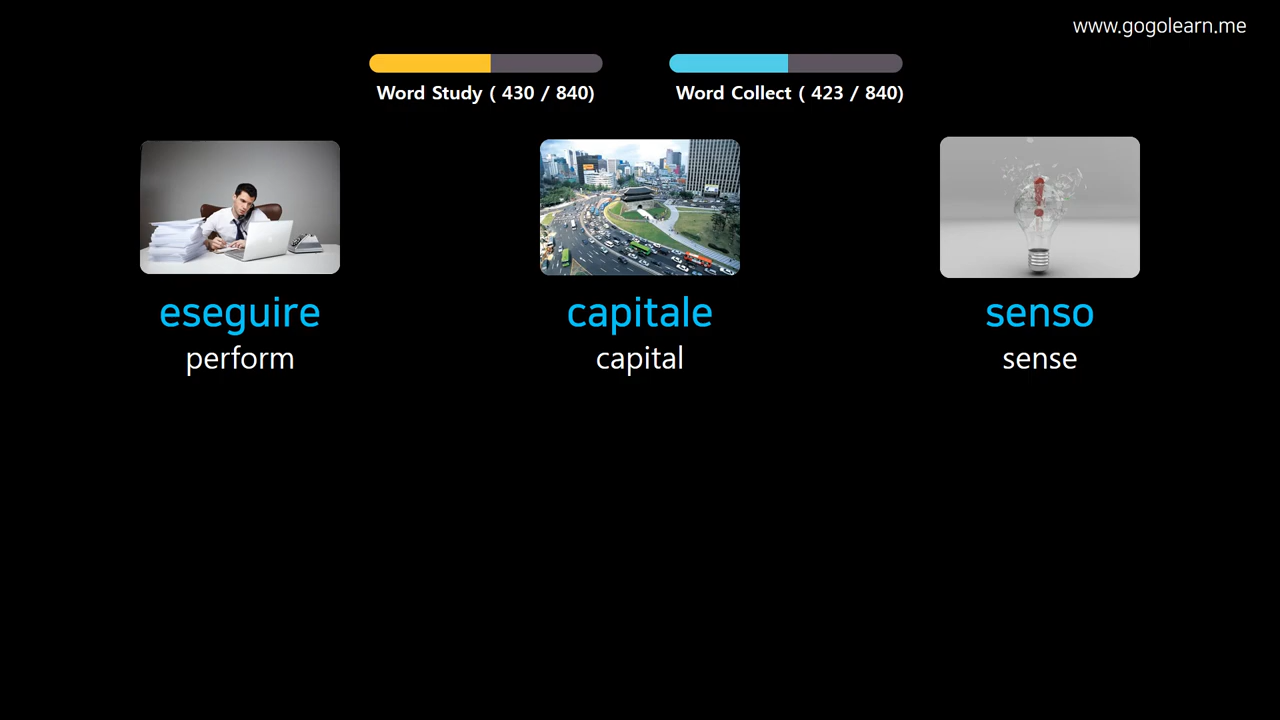 www.gogolearn.me
Word Study ( 430 / 840)
Word Collect ( 423 / 840)
eseguire
perform
capitale
capital
senso
sense